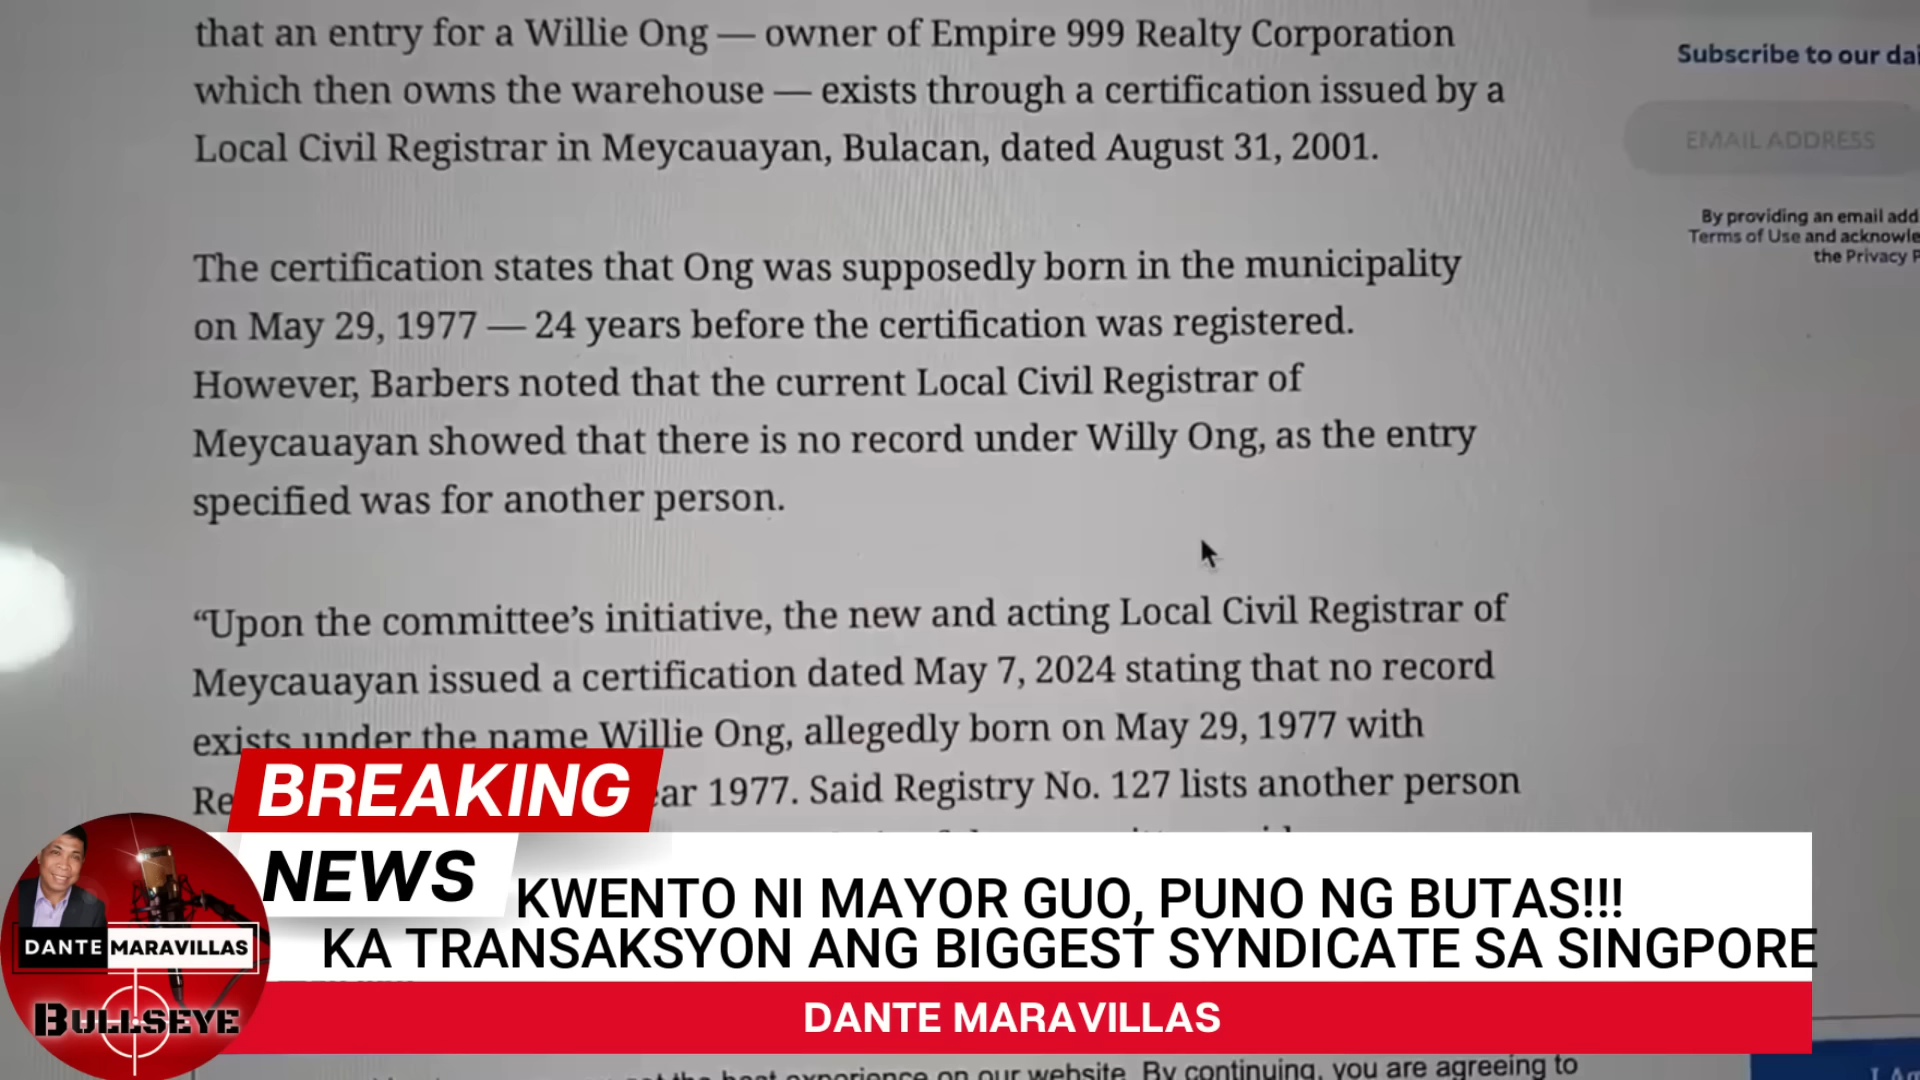 that an entry for a Willie Ong — owner of Empire 999 Realty Corporation
which then owns the warehouse — exists through a certification issued by a
Local Civil Registrar in Meycauayan, Bulacan, dated August 31, 2001.
The certification states that Ong was supposedly born in the municipality
on May 29, 1977 — 24 years before the certification was registered.
However, Barbers noted that the current Local Civil Registrar of
Meycauayan showed that there is no record under Willy Ong, as the entry
specified was for another person.
“Upon the committee’s initiative, the new and acting Local Civil Registrar of
Meycauayan issued a certification dated May 7, 2024 stating that no record
exists under the name Willie Ong, allegedly born on May 29, 1977 with
1977. Said Registry No. 127 lists another person
Subscribe to our
EMAIL ADDRESS
By providing an email
Terms of Use and
the Privacy
BREAKING
NEWS
KWENTO NI MAYOR GUO, PUNO NG BUTAS!!!
KA TRANSAKSYON ANG BIGGEST SYNDICATE SA SINGPORE
DANTE MARAVILLAS
DANTE MARAVILLAS
BULLSEYE
experience on our website. By continuing, you are agreeing to